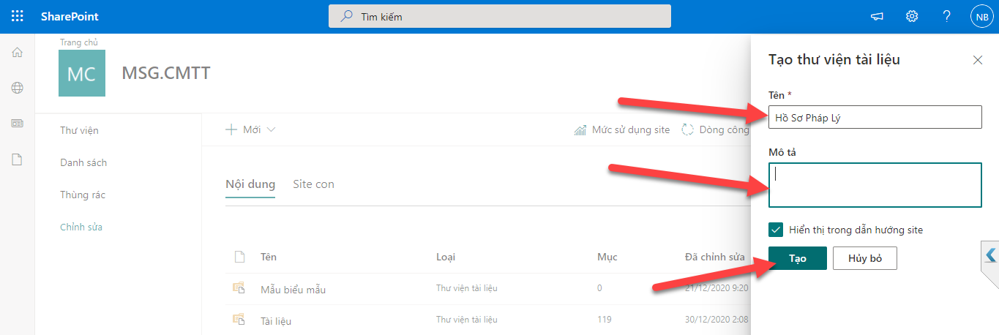 SharePoint
Tìm kiếm
?
NB
Trang chủ
MC
MSG.CMTT
Thư viện
Danh sách
Thùng rác
Chỉnh sửa
Mới
Mức sử dụng site
Dòng công
Nội dung
Site con
Tên
Loại
Mục
Đã chỉnh sửa
Mẫu biểu mẫu
Thư viện tài liệu
0
21/12/2020 9:20
Tài liệu
Thư viện tài liệu
119
30/12/2020 2:08
Tạo thư viện tài liệu
Tên *
Hồ Sơ Pháp Lý
Mô tả
Hiển thị trong dẫn hướng site
Tạo
Hủy bỏ